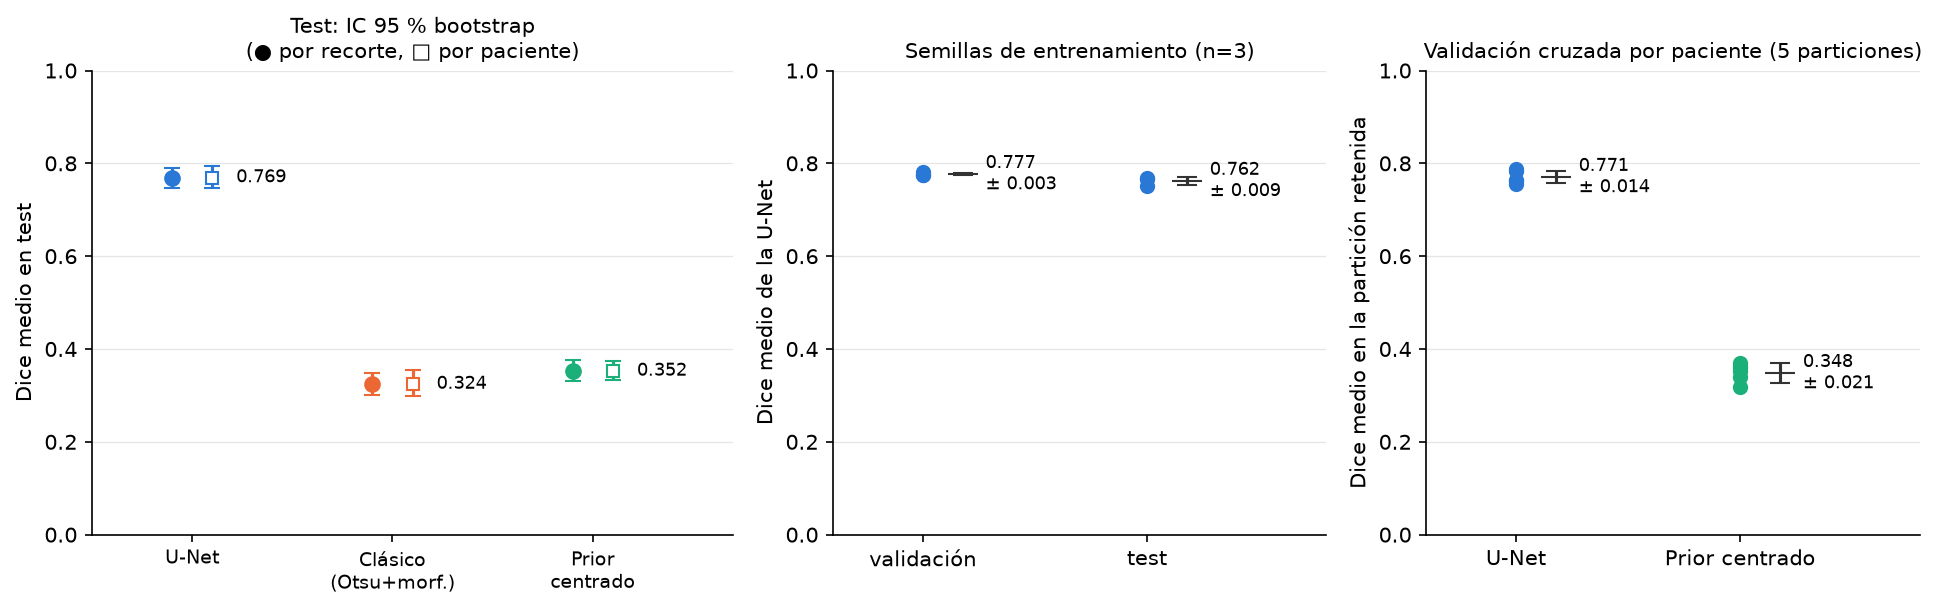 Test: IC 95 % bootstrap
(● por recorte, □ por paciente)
Dice medio en test
1.0
0.8
0.6
0.4
0.2
0.0
0.769
0.324
0.352
U-Net
Clásico
(Otsu+morf.)
Prior
centrado
Semillas de entrenamiento (n=3)
Dice medio de la U-Net
1.0
0.8
0.6
0.4
0.2
0.0
0.777
± 0.003
0.762
± 0.009
validación
test
Validación cruzada por paciente (5 particiones)
Dice medio en la partición retenida
1.0
0.8
0.6
0.4
0.2
0.0
0.771
± 0.014
0.348
± 0.021
U-Net
Prior centrado